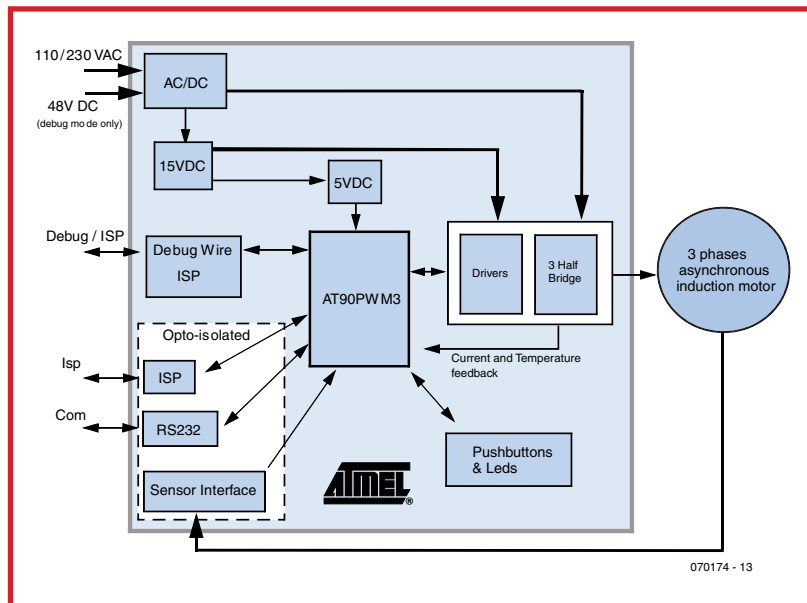 110/230 VAC
AC/DC
48V DC
(debug mode only)
15VDC
5VDC
Debug / ISP
Debug Wire
ISP
AT90PWM3
Drivers
3 Half
Bridge
3 phases
asynchronous
induction motor
Opto-isolated
Current and Temperature
feedback
Isp
ISP
Com
RS232
Pushbuttons
& Leds
Sensor Interface
ATMEL
®
070174 - 13